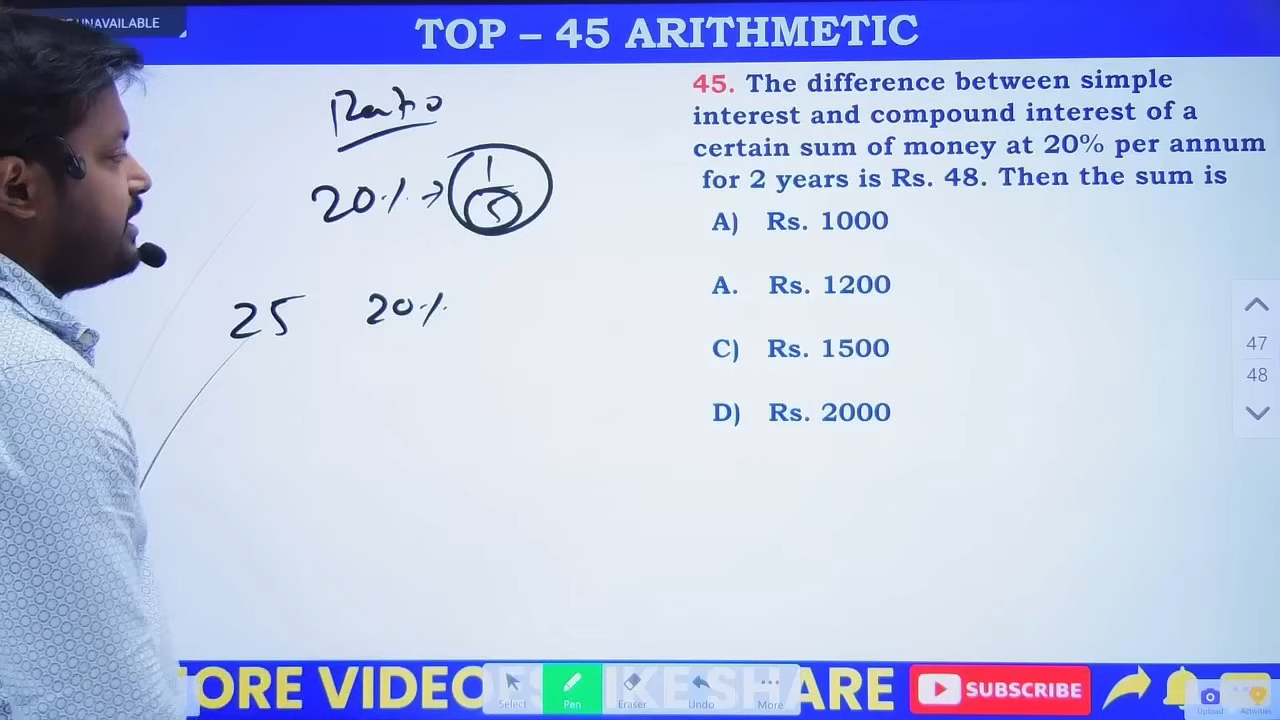 UNAVAILABLE
TOP – 45 ARITHMETIC
Ratio
20% → 1/5
25 20%
45. The difference between simple
interest and compound interest of a
certain sum of money at 20% per annum
for 2 years is Rs. 48. Then the sum is
A) Rs. 1000
A. Rs. 1200
C) Rs. 1500
D) Rs. 2000
47
48
ORE VIDEO
KE SHARE
SUBSCRIBE
Select Pen Eraser Undo More
Upload Activities